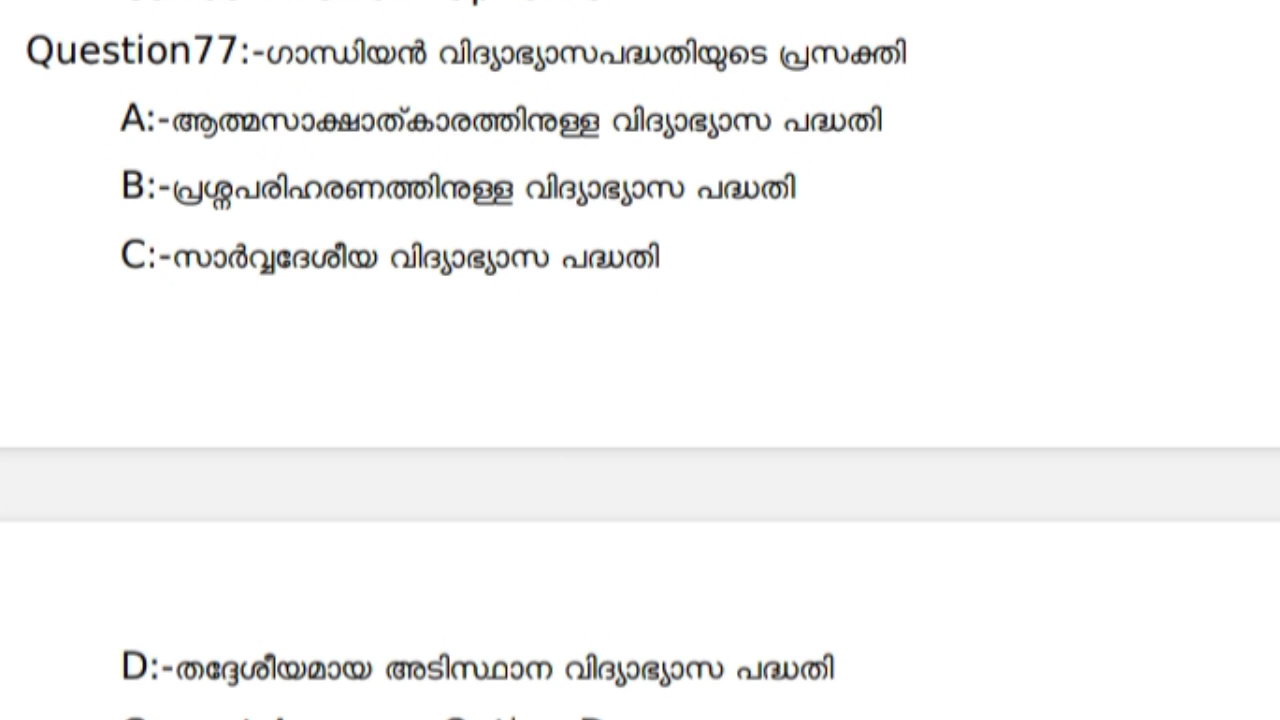 Question77:-ഗാന്ധിയൻ വിദ്യാഭ്യാസപദ്ധതിയുടെ പ്രസക്തി
A:-ആത്മസാക്ഷാത്കാരത്തിനുള്ള വിദ്യാഭ്യാസ പദ്ധതി
B:-പ്രശ്നപരിഹരണത്തിനുള്ള വിദ്യാഭ്യാസ പദ്ധതി
C:-സാർവ്വദേശീയ വിദ്യാഭ്യാസ പദ്ധതി
D:-തദ്ദേശീയമായ അടിസ്ഥാന വിദ്യാഭ്യാസ പദ്ധതി